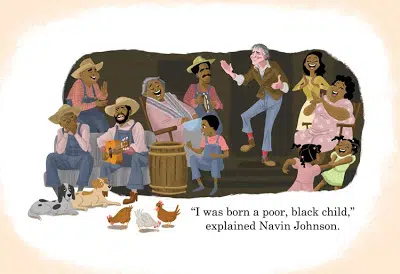 “I was born a poor, black child,”
explained Navin Johnson.